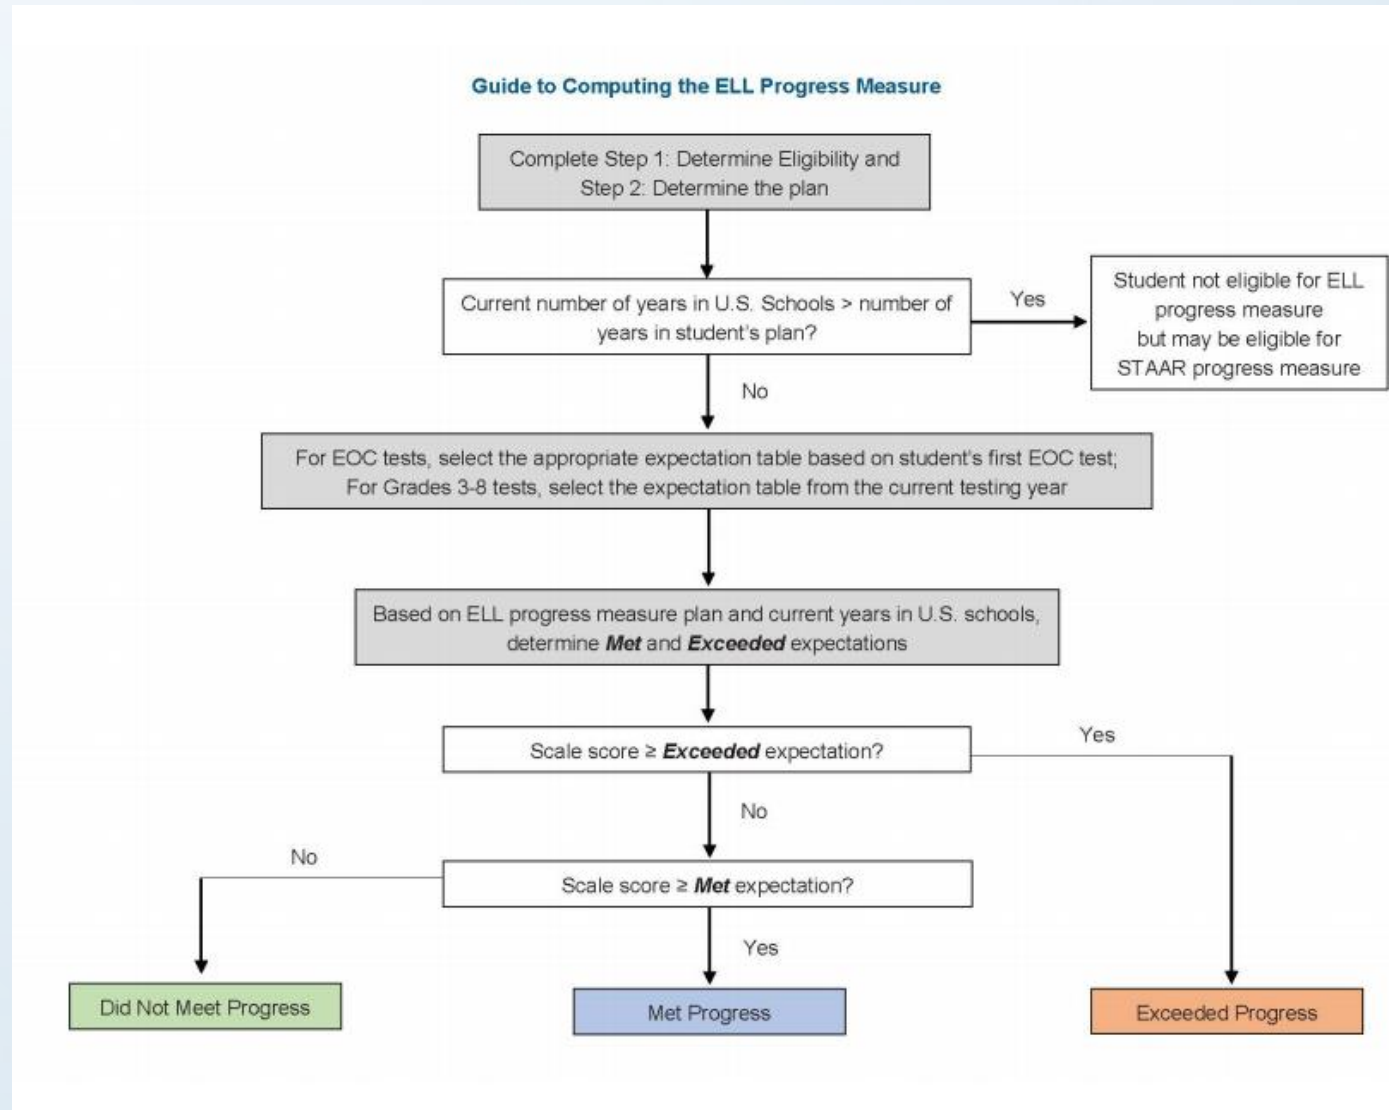 Guide to Computing the ELL Progress Measure
Complete Step 1: Determine Eligibility and
Step 2: Determine the plan
Current number of years in U.S. Schools > number of
years in student's plan?
Yes
Student not eligible for ELL
progress measure
but may be eligible for
STAAR progress measure
No
For EOC tests, select the appropriate expectation table based on student's first EOC test;
For Grades 3-8 tests, select the expectation table from the current testing year
Based on ELL progress measure plan and current years in U.S. schools,
determine Met and Exceeded expectations
Scale score ≥ Exceeded expectation?
Yes
No
Scale score ≥ Met expectation?
No
Yes
Did Not Meet Progress
Met Progress
Exceeded Progress